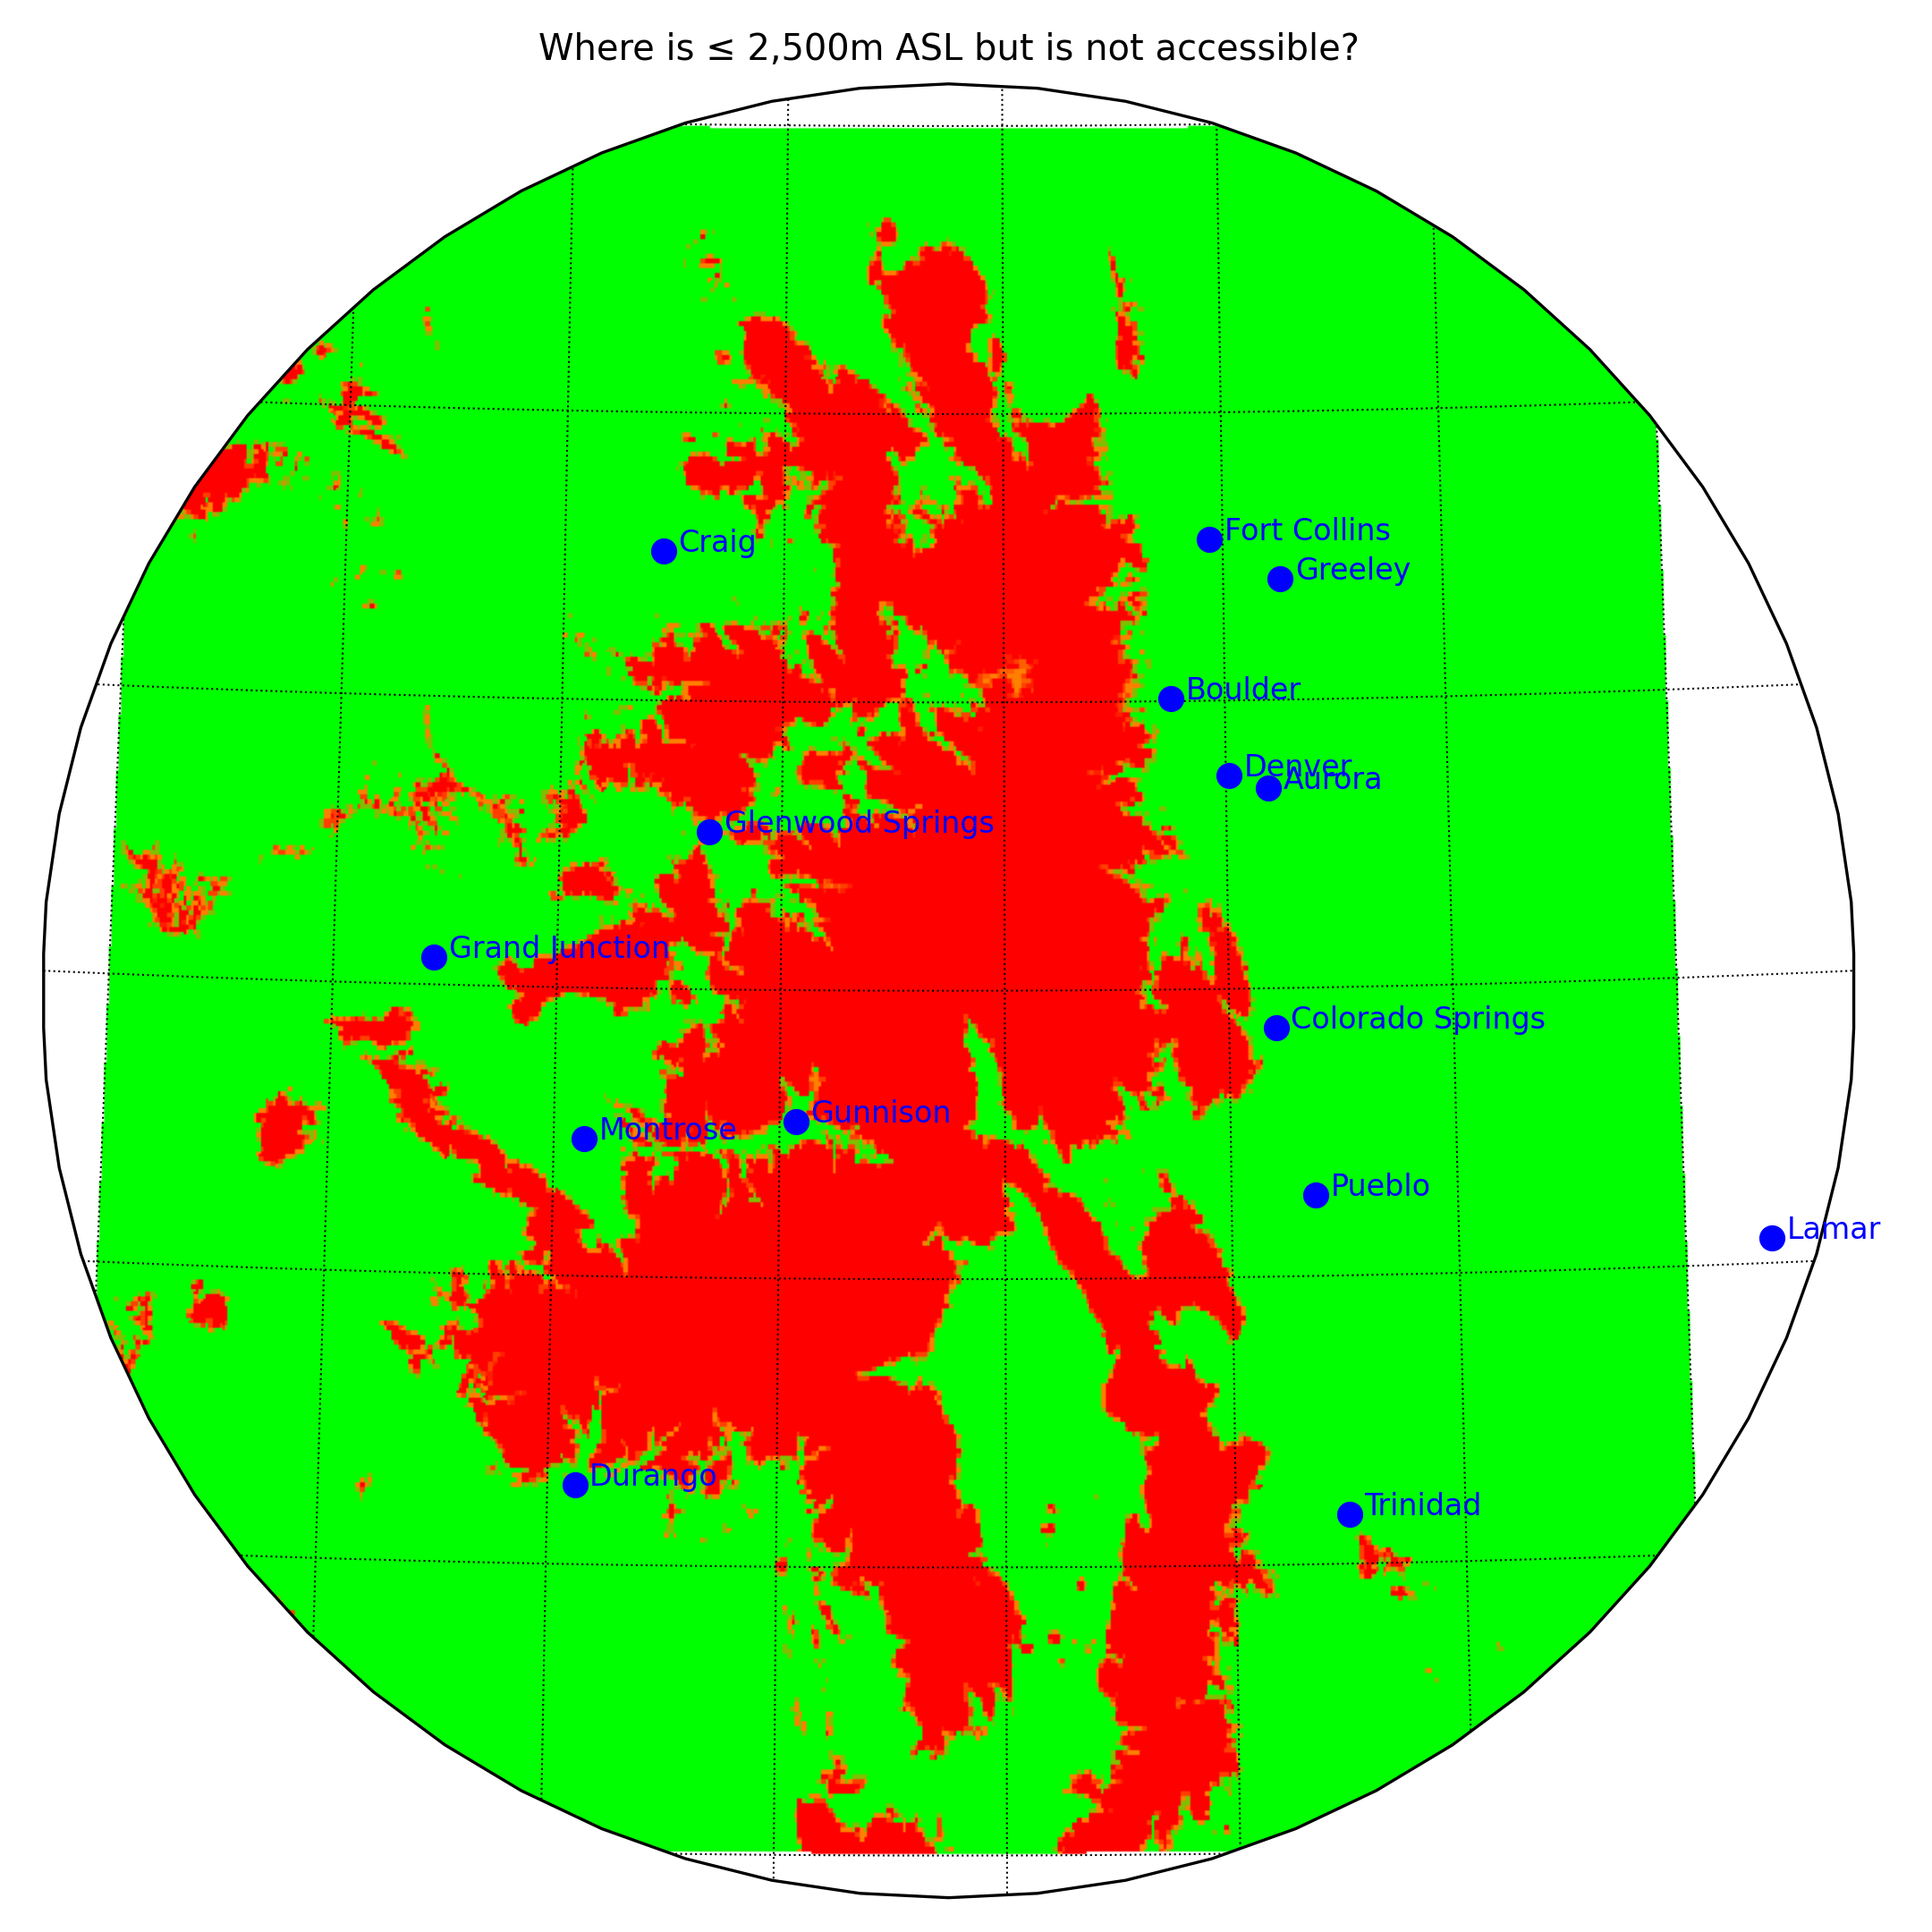 Where is ≤ 2,500m ASL but is not accessible?
Fort Collins
Craig
Greeley
Boulder
Denver
Aurora
Glenwood Springs
Grand Junction
Colorado Springs
Gunnison
Montrose
Pueblo
Lamar
Durango
Trinidad